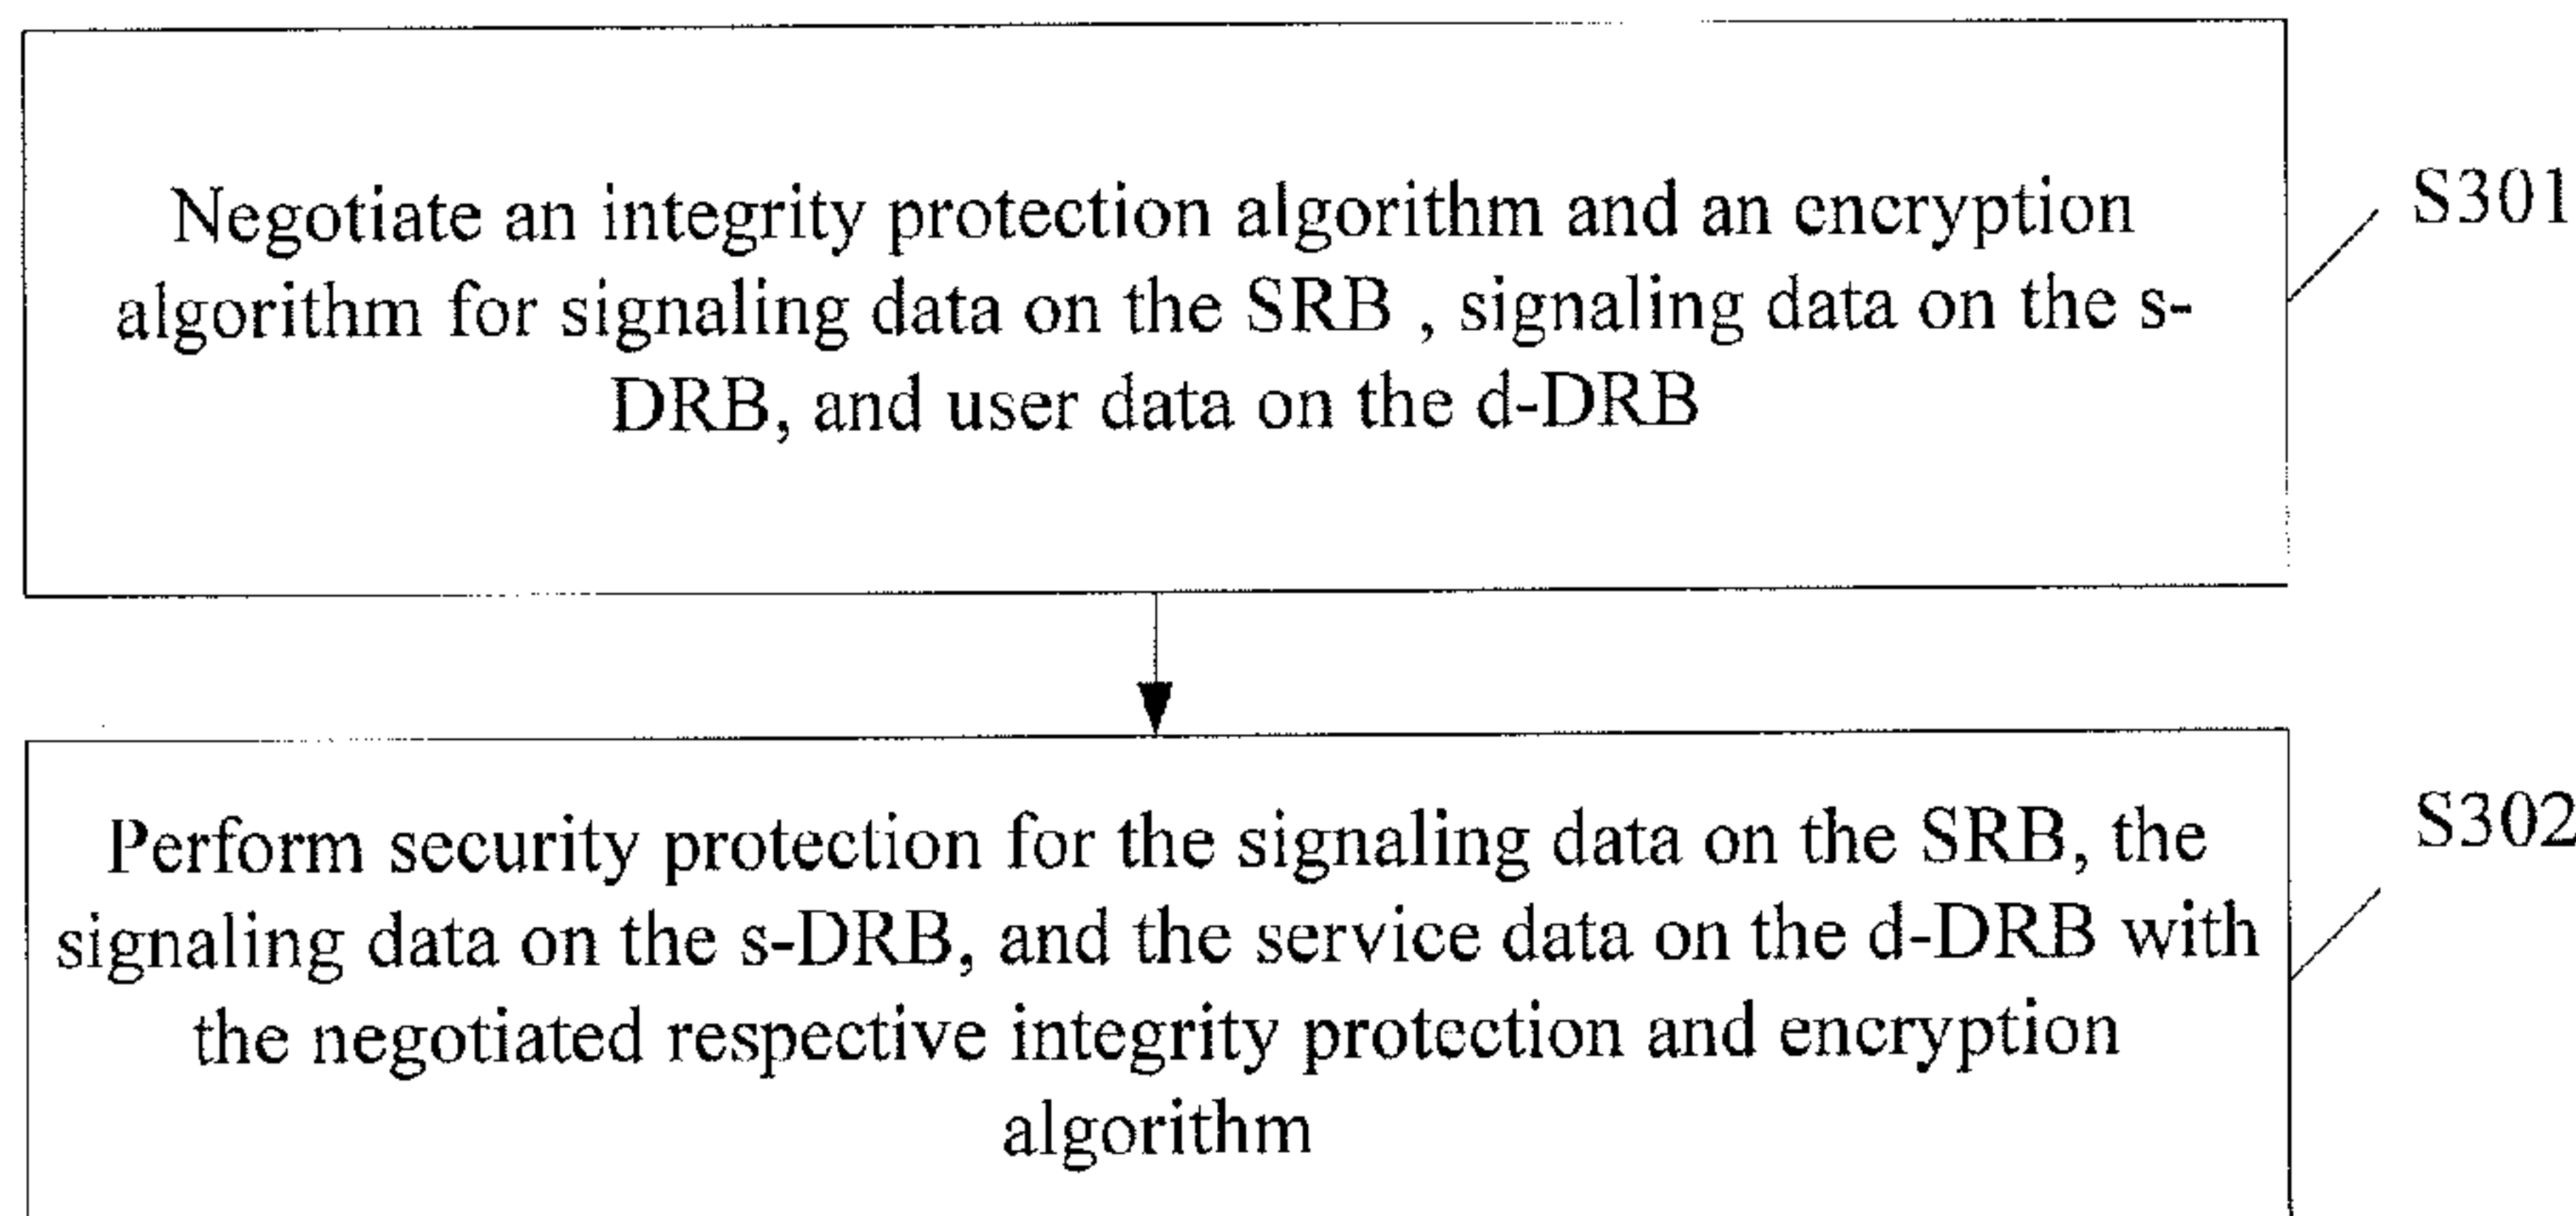 Negotiate an integrity protection algorithm and an encryption
algorithm for signaling data on the SRB , signaling data on the s-
DRB, and user data on the d-DRB
S301
Perform security protection for the signaling data on the SRB, the
signaling data on the s-DRB, and the service data on the d-DRB with
the negotiated respective integrity protection and encryption
algorithm
S302